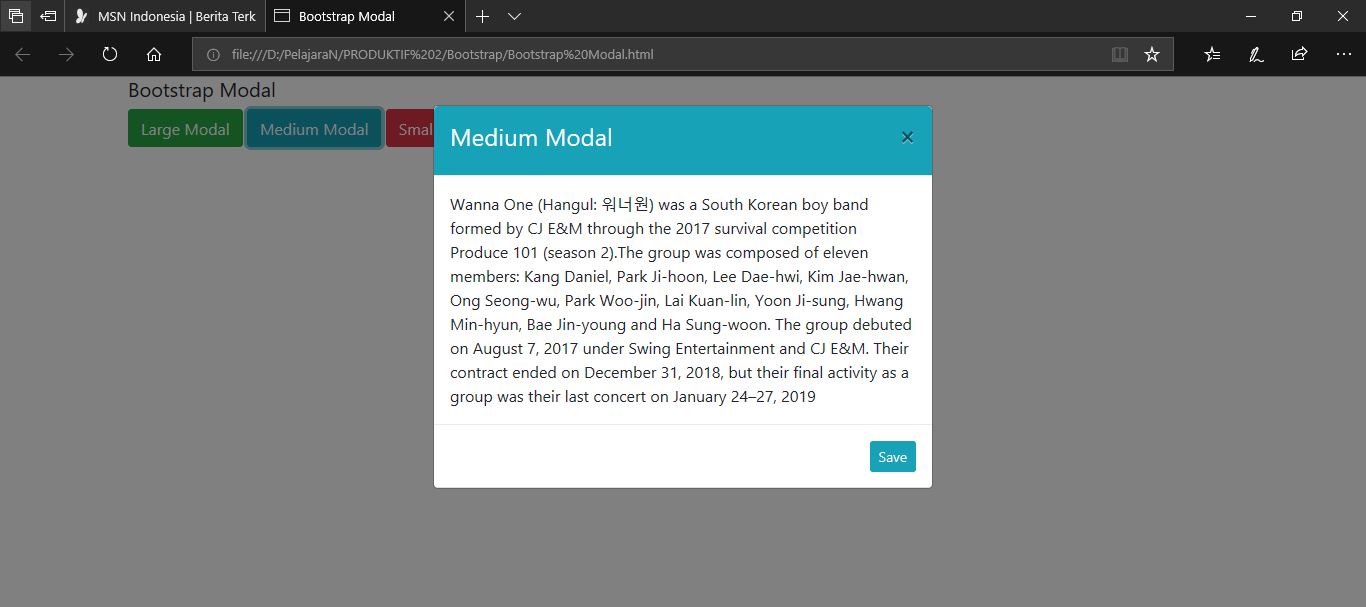 MSN Indonesia | Berita Terk
Bootstrap Modal
file:///D:/PelajaraN/PRODUKTIF%202/Bootstrap/Bootstrap%20Modal.html
Bootstrap Modal
Large Modal
Medium Modal
Smal
Medium Modal
×
Wanna One (Hangul: 워너원) was a South Korean boy band
formed by CJ E&M through the 2017 survival competition
Produce 101 (season 2).The group was composed of eleven
members: Kang Daniel, Park Ji-hoon, Lee Dae-hwi, Kim Jae-hwan,
Ong Seong-wu, Park Woo-jin, Lai Kuan-lin, Yoon Ji-sung, Hwang
Min-hyun, Bae Jin-young and Ha Sung-woon. The group debuted
on August 7, 2017 under Swing Entertainment and CJ E&M. Their
contract ended on December 31, 2018, but their final activity as a
group was their last concert on January 24–27, 2019
Save